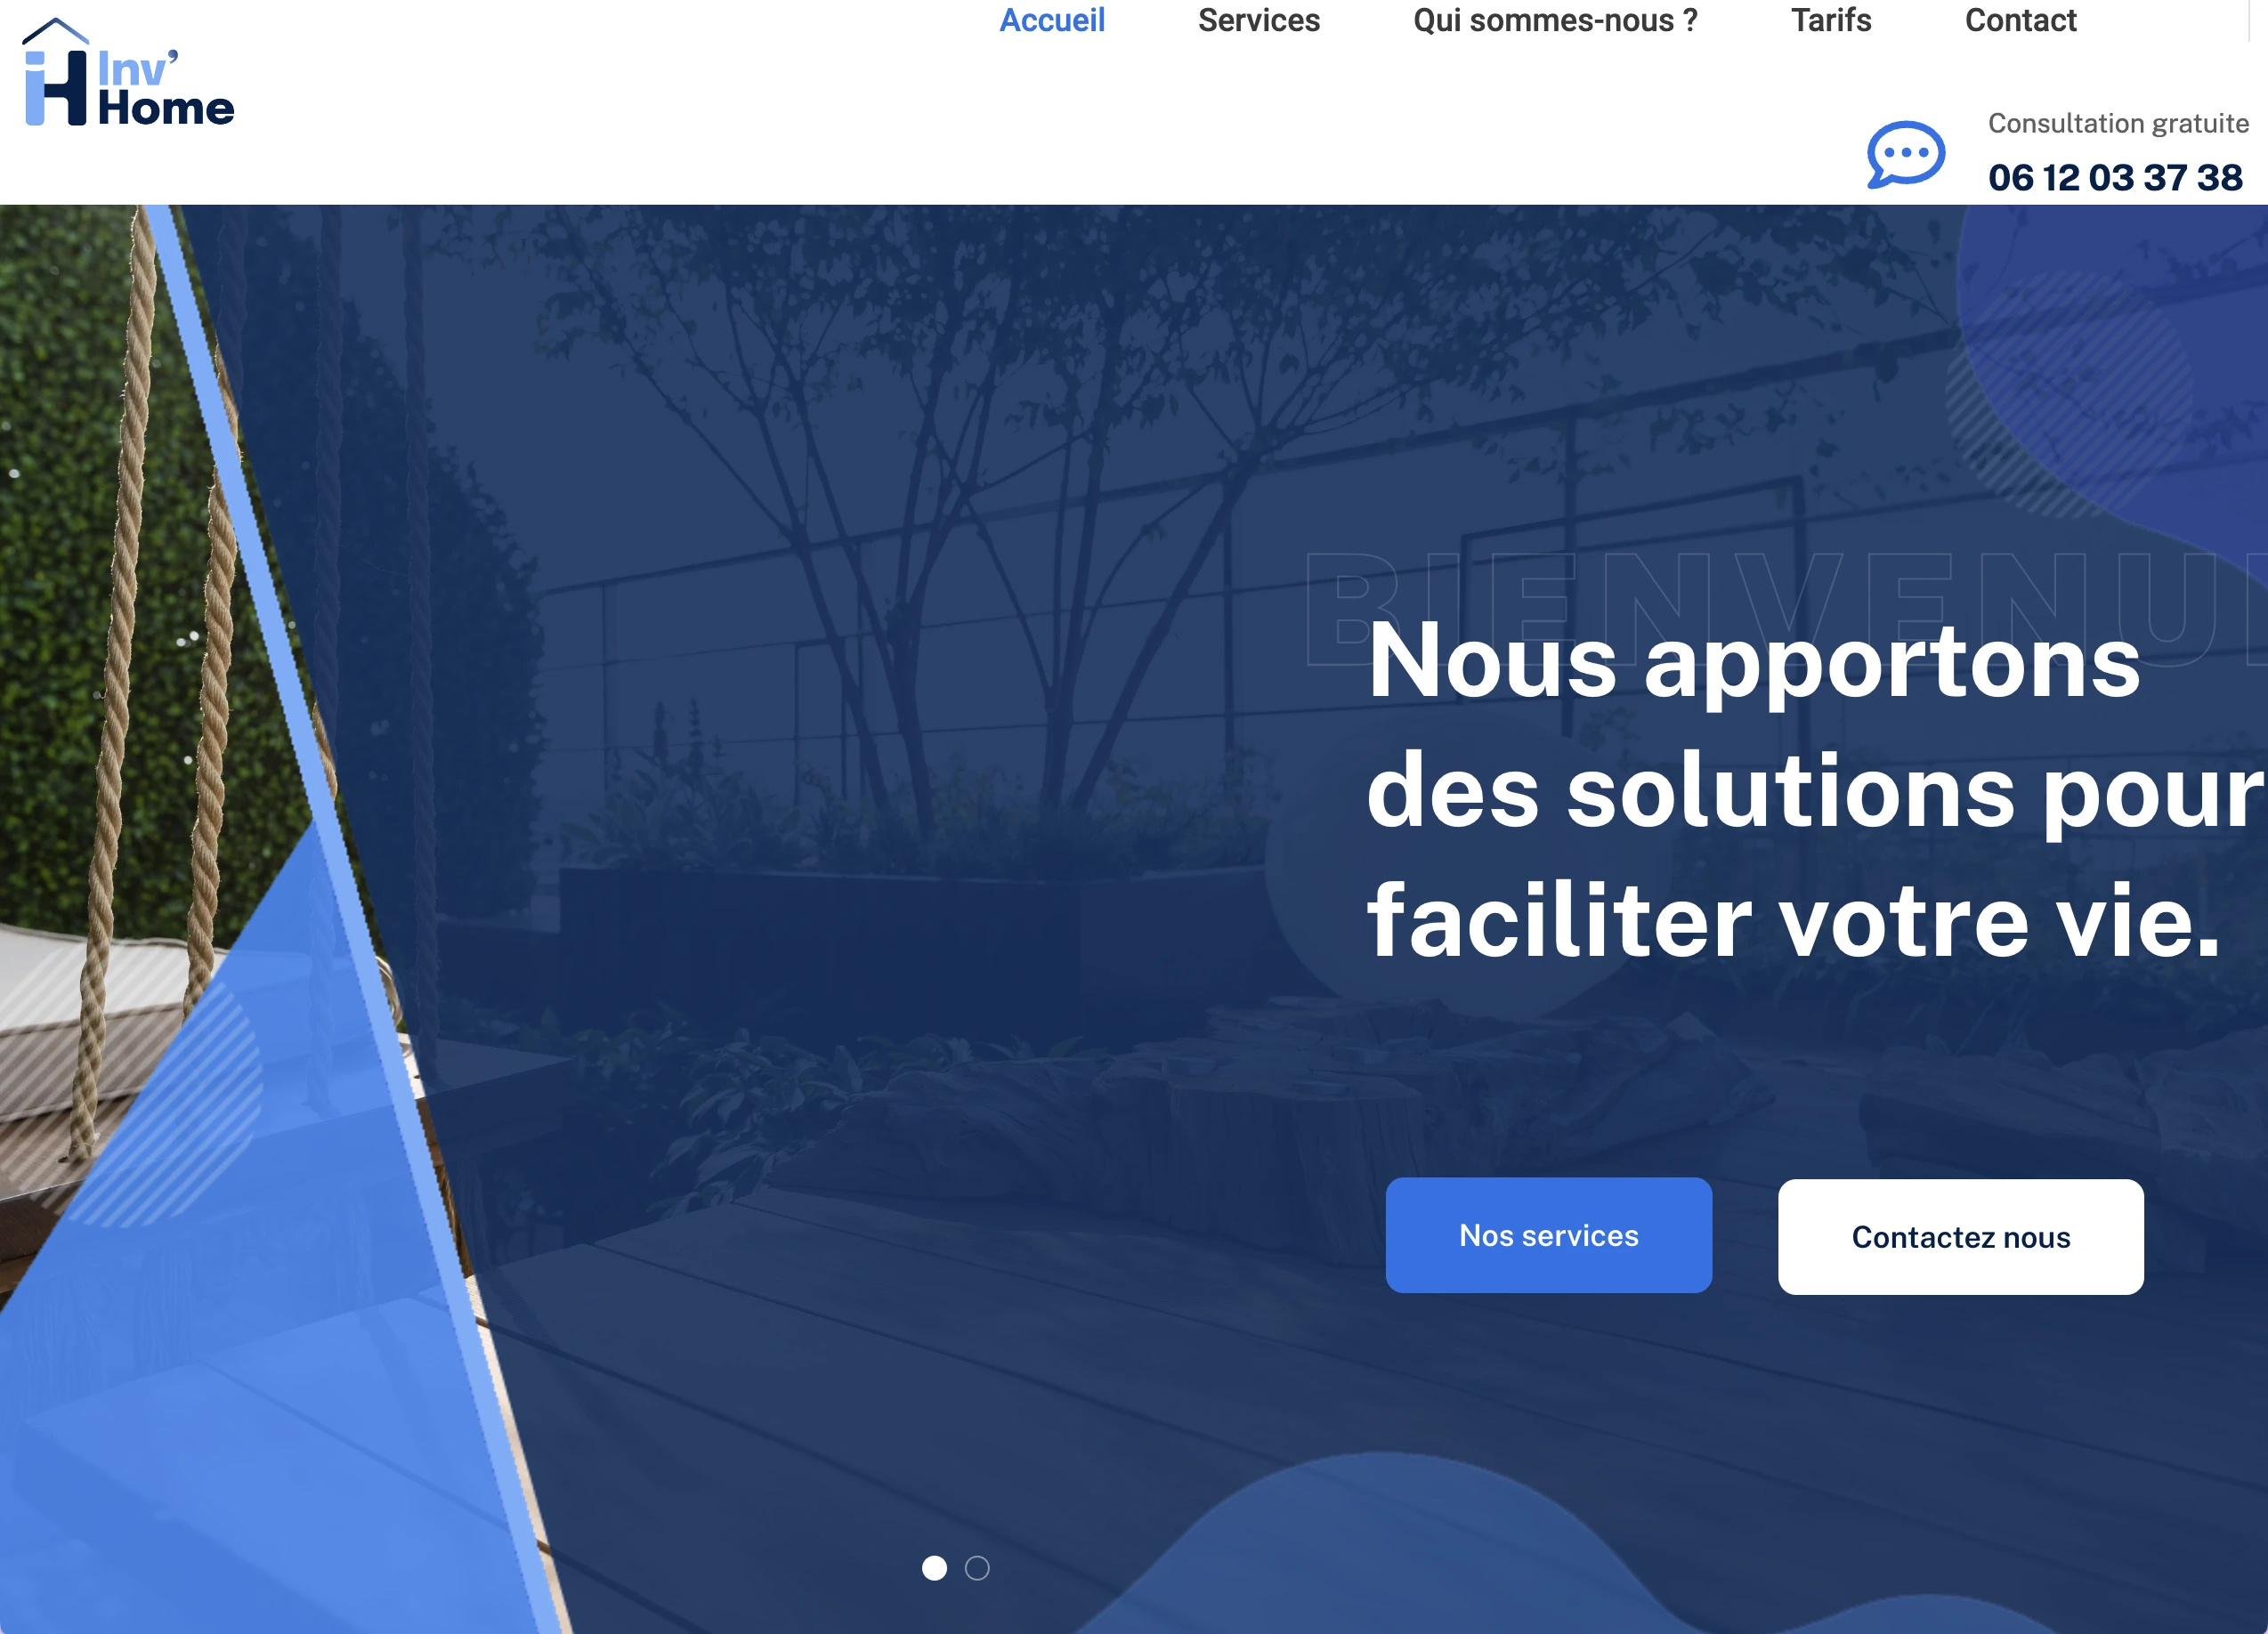 Inv'
Home
Accueil
Services
Qui sommes-nous ?
Tarifs
Contact
Consultation gratuite
06 12 03 37 38
BIENVENU
Nous apportons
des solutions pour
faciliter votre vie.
Nos services
Contactez nous